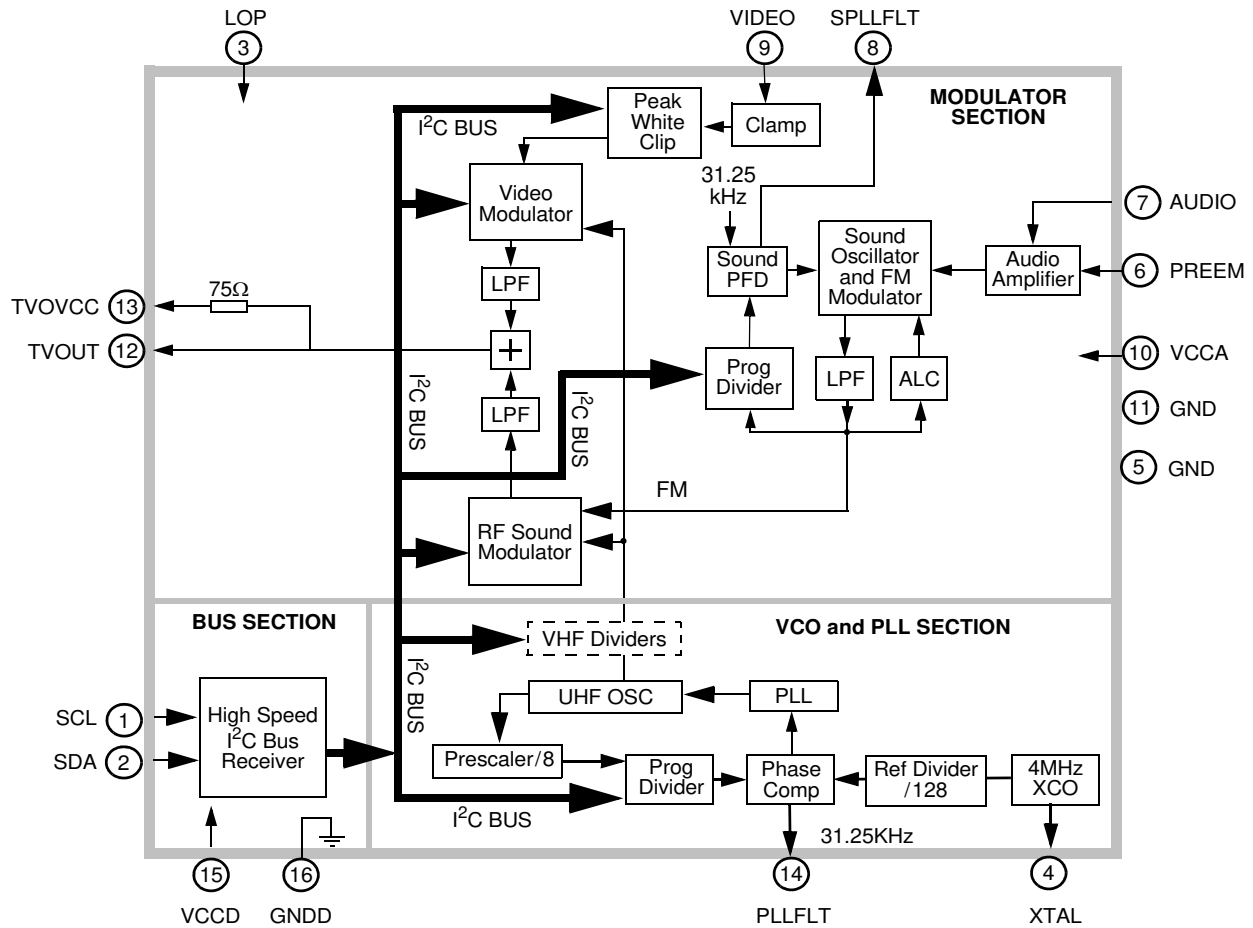 LOP
3
VIDEO
9
SPLLFLT
8
MODULATOR
SECTION
I²C BUS
Peak
White
Clip
Clamp
31.25
kHz
Video
Modulator
7
AUDIO
Sound
PFD
Sound
Oscillator
and FM
Modulator
Audio
Amplifier
6
PREEM
LPF
TVOVCC
13
75Ω
TVOUT
12
+
10
VCCA
Prog
Divider
LPF
ALC
I²C BUS
I²C BUS
LPF
11
GND
5
GND
FM
RF Sound
Modulator
BUS SECTION
VHF Dividers
VCO and PLL SECTION
I²C BUS
UHF OSC
PLL
SCL
1
SDA
2
High Speed
I²C Bus
Receiver
Prescaler/8
Prog
Divider
Phase
Comp
Ref Divider
/128
4MHz
XCO
I²C BUS
31.25KHz
15
16
14
4
VCCD
GNDD
PLLFLT
XTAL